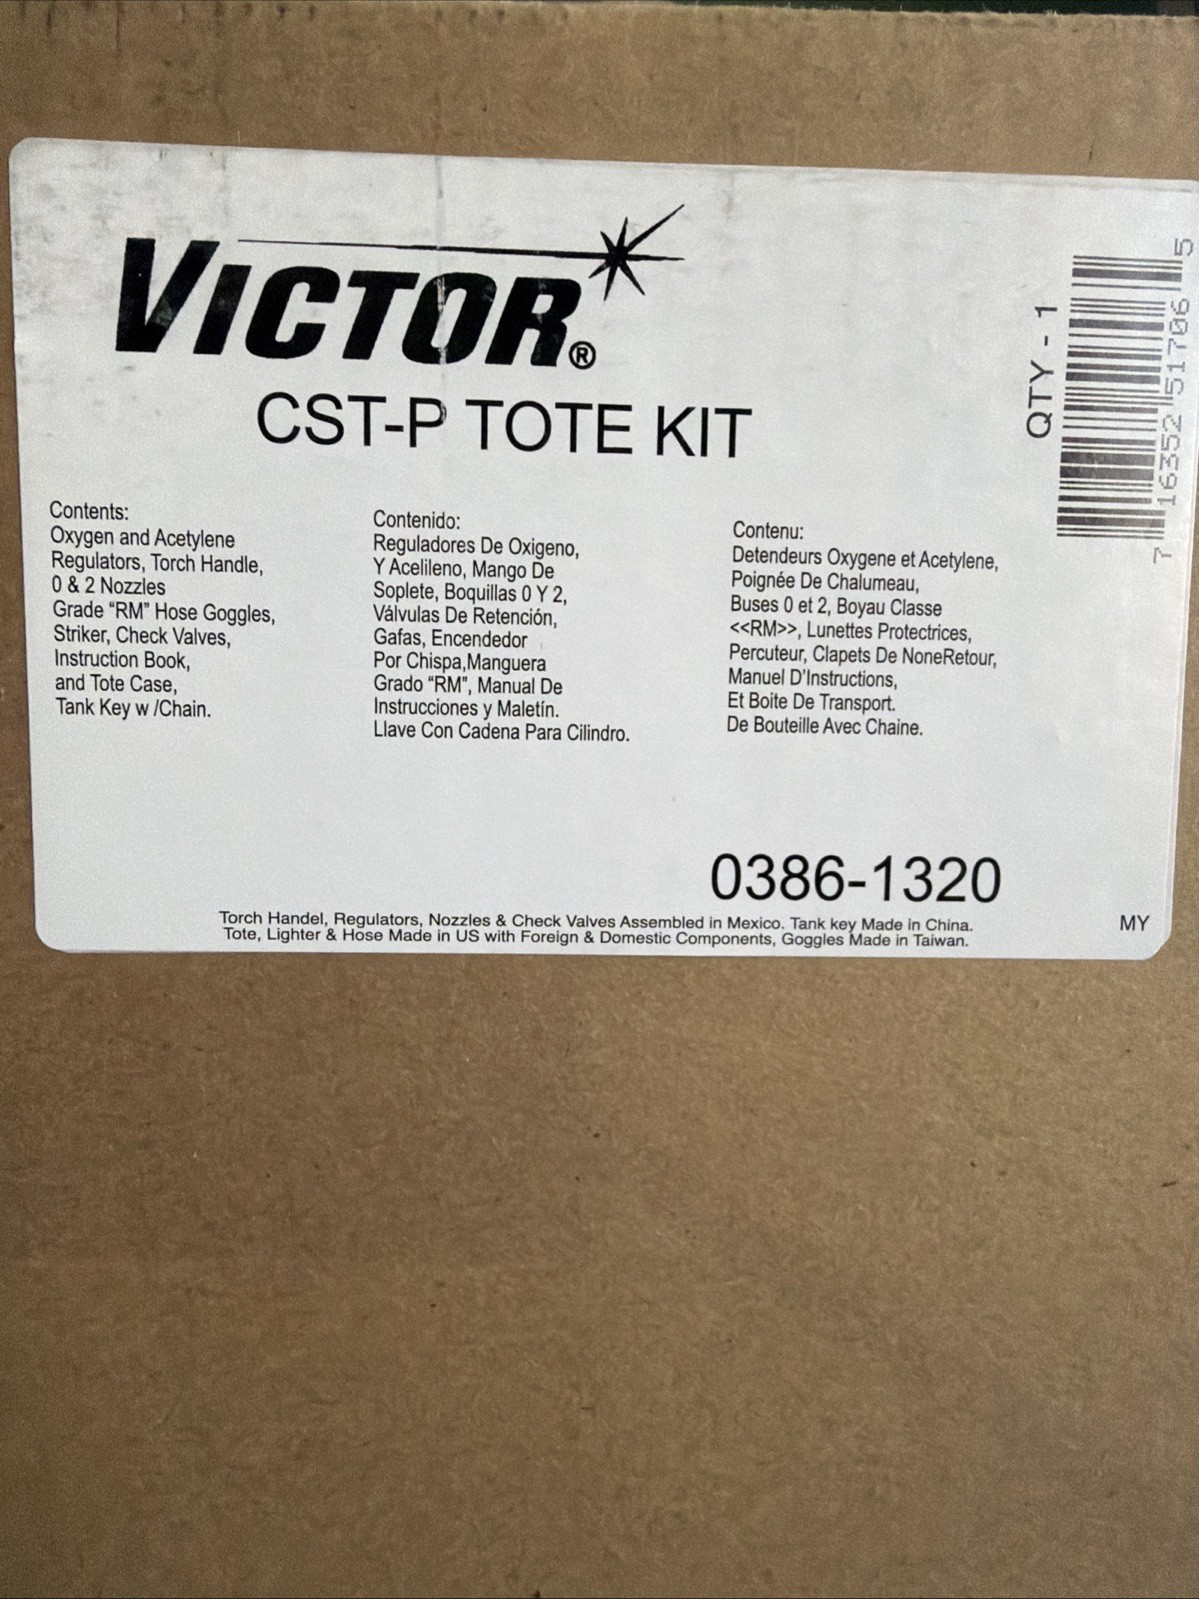 VICTOR®
CST-P TOTE KIT
QTY - 1
7 16352 51706 5
Contents:
Oxygen and Acetylene
Regulators, Torch Handle,
0 & 2 Nozzles
Grade “RM” Hose Goggles,
Striker, Check Valves,
Instruction Book,
and Tote Case,
Tank Key w /Chain.
Contenido:
Reguladores De Oxigeno,
Y Acelileno, Mango De
Soplete, Boquillas 0 Y 2,
Válvulas De Retención,
Gafas, Encendedor
Por Chispa,Manguera
Grado “RM”, Manual De
Instrucciones y Maletín.
Llave Con Cadena Para Cilindro.
Contenu:
Detendeurs Oxygene et Acetylene,
Poignée De Chalumeau,
Buses 0 et 2, Boyau Classe
<<RM>>, Lunettes Protectrices,
Percuteur, Clapets De NoneRetour,
Manuel D'Instructions,
Et Boite De Transport.
De Bouteille Avec Chaine.
0386-1320
Torch Handel, Regulators, Nozzles & Check Valves Assembled in Mexico. Tank key Made in China.
Tote, Lighter & Hose Made in US with Foreign & Domestic Components, Goggles Made in Taiwan.
MY